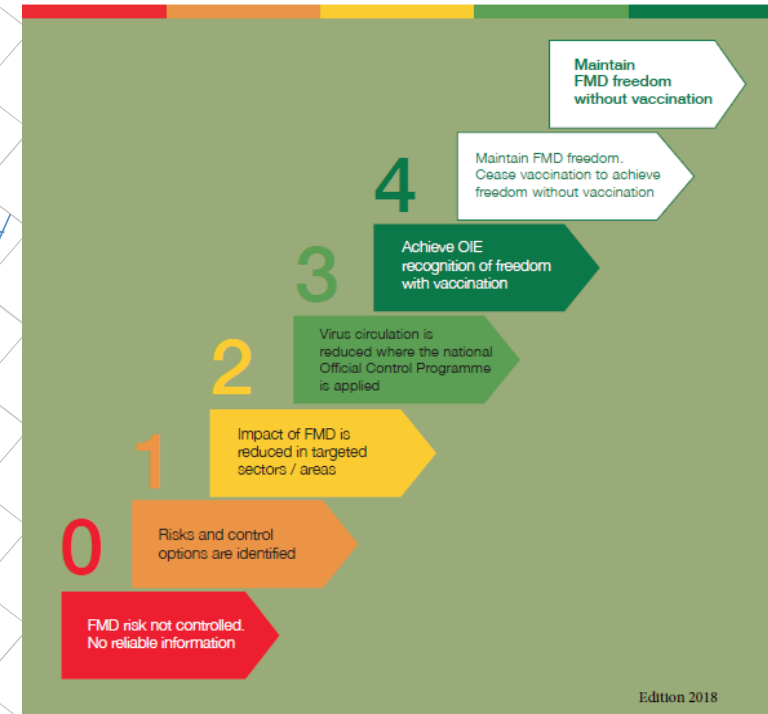 Maintain
FMD freedom
without vaccination
Maintain FMD freedom.
Cease vaccination to achieve
freedom without vaccination
4
Achieve OIE
recognition of freedom
with vaccination
3
Virus circulation is
reduced where the national
Official Control Programme
is applied
2
Impact of FMD is
reduced in targeted
sectors / areas
1
Risks and control
options are identified
0
FMD risk not controlled.
No reliable information
Edition 2018